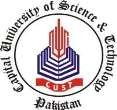 Capital University of Science & Technology
CUST
Pakistan